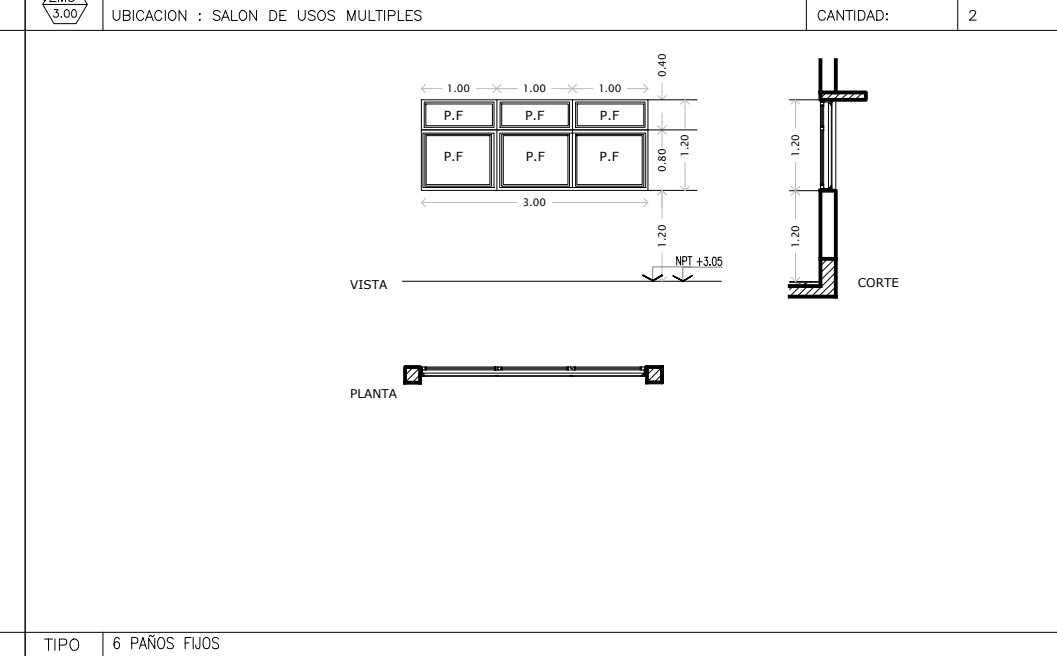 3.00
UBICACION : SALON DE USOS MULTIPLES
CANTIDAD:
2
0.40
1.00 1.00 1.00
P.F P.F P.F
P.F P.F P.F
0.80
1.20
3.00
1.20
NPT +3.05
VISTA
1.20
1.20
CORTE
PLANTA
TIPO
6 PAÑOS FIJOS